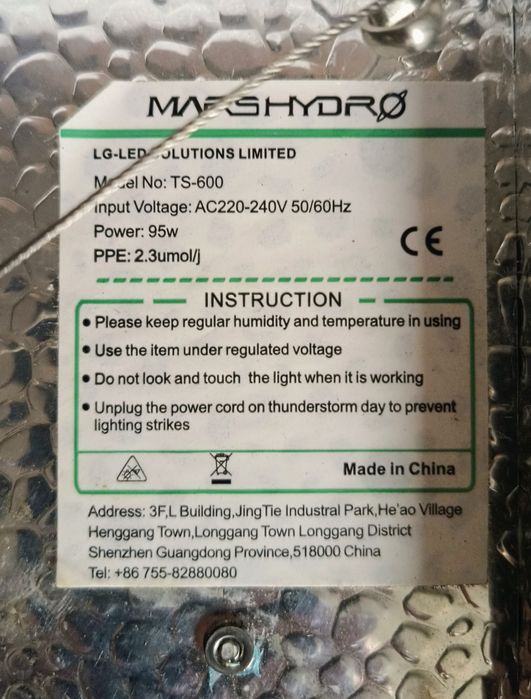 MARSHYDRO
LG-LED SOLUTIONS LIMITED
Model No: TS-600
Input Voltage: AC220-240V 50/60Hz
Power: 95w
PPE: 2.3umol/j
CE
INSTRUCTION
• Please keep regular humidity and temperature in using
• Use the item under regulated voltage
• Do not look and touch the light when it is working
• Unplug the power cord on thunderstorm day to prevent
lighting strikes
Made in China
Address: 3F,L Building,JingTie Industral Park,He'ao Village
Henggang Town,Longgang Town Longgang District
Shenzhen Guangdong Province,518000 China
Tel: +86 755-82880080